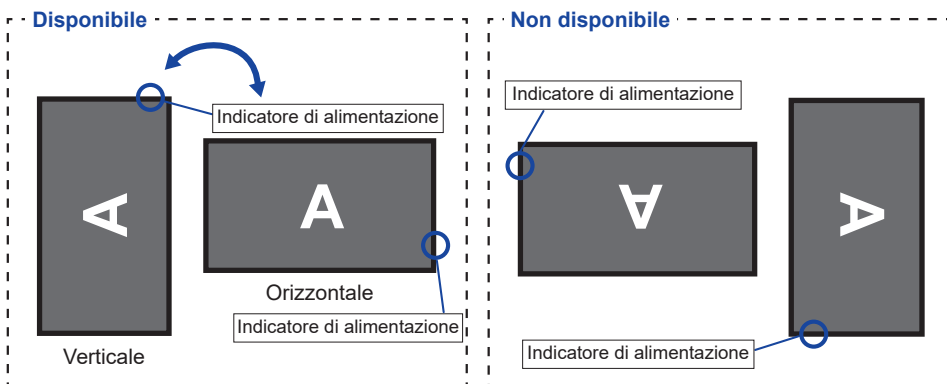 Disponibile
Indicatore di alimentazione
A
Verticale
A
Orizzontale
Indicatore di alimentazione
Non disponibile
Indicatore di alimentazione
A
A
Indicatore di alimentazione